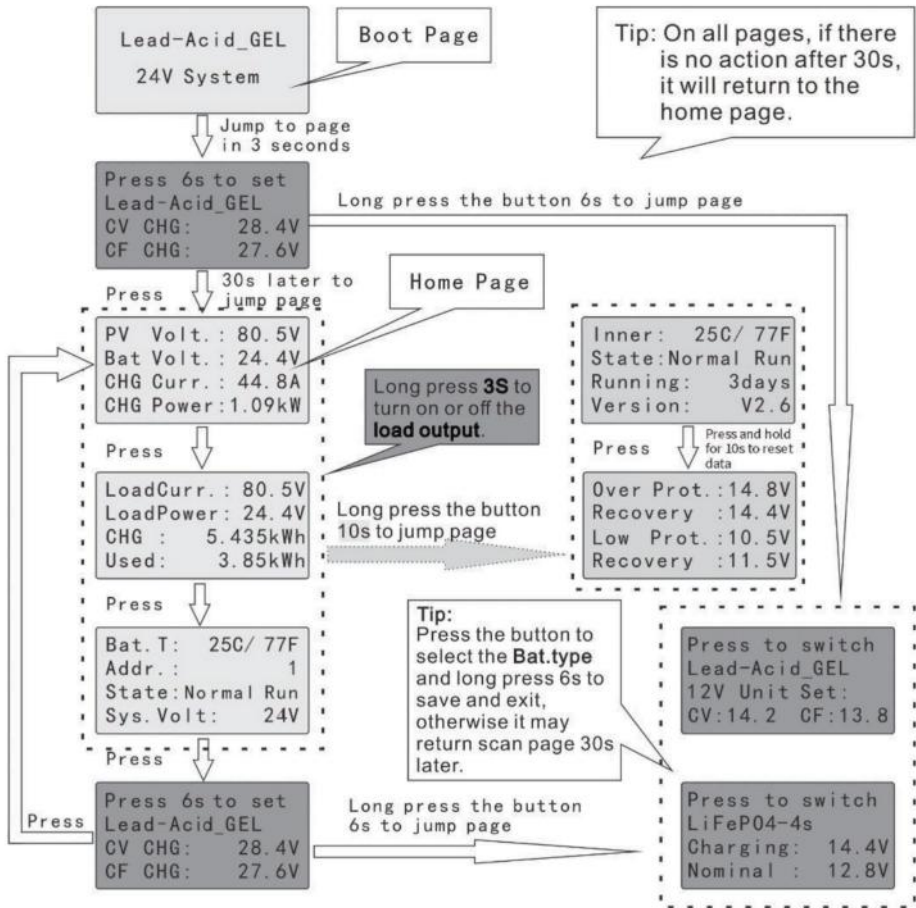 Lead-Acid_GEL
24V System
Boot Page
Tip: On all pages, if there
is no action after 30s,
it will return to the
home page.
Jump to page
in 3 seconds
Press 6s to set
Lead-Acid_GEL
CV CHG: 28.4V
CF CHG: 27.6V
Long press the button 6s to jump page
Press
30s later to
jump page
Home Page
PV Volt.: 80.5V
Bat Volt.: 24.4V
CHG Curr.: 44.8A
CHG Power:1.09kW
Long press 3S to
turn on or off the
load output.
Inner: 25C/ 77F
State:Normal Run
Running: 3days
Version: V2.6
Press
Press
Press and hold
for 10s to reset
data
LoadCurr.: 80.5V
LoadPower: 24.4V
CHG : 5.435kWh
Used: 3.85kWh
Long press the button
10s to jump page
Over Prot.:14.8V
Recovery :14.4V
Low Prot.:10.5V
Recovery :11.5V
Press
Bat.T: 25C/ 77F
Addr.: 1
State:Normal Run
Sys.Volt: 24V
Tip:
Press the button to
select the Bat.type
and long press 6s to
save and exit,
otherwise it may
return scan page 30s
later.
Press to switch
Lead-Acid_GEL
12V Unit Set:
CV:14.2 CF:13.8
Press
Press
Press 6s to set
Lead-Acid_GEL
CV CHG: 28.4V
CF CHG: 27.6V
Long press the button
6s to jump page
Press to switch
LiFePO4-4s
Charging: 14.4V
Nominal : 12.8V